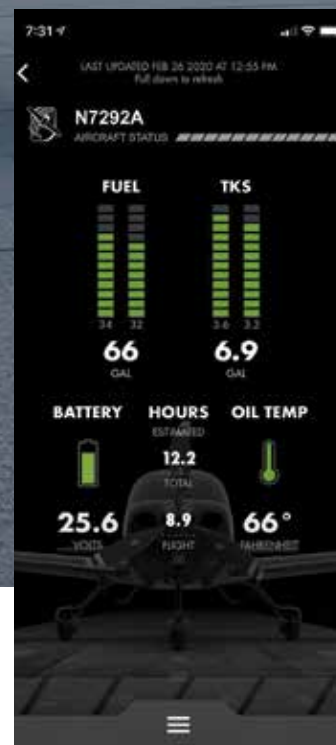 7:31
LAST UPDATED FEB 26 2020 AT 12:55 PM
Pull down to refresh
N7292A
AIRCRAFT STATUS
FUEL TKS
34 32 3.6 3.3
66 6.9
GAL GAL
BATTERY HOURS OIL TEMP
ESTIMATED
12.2
TOTAL
25.6 8.9 66°
VOLTS FLIGHT FAHRENHEIT